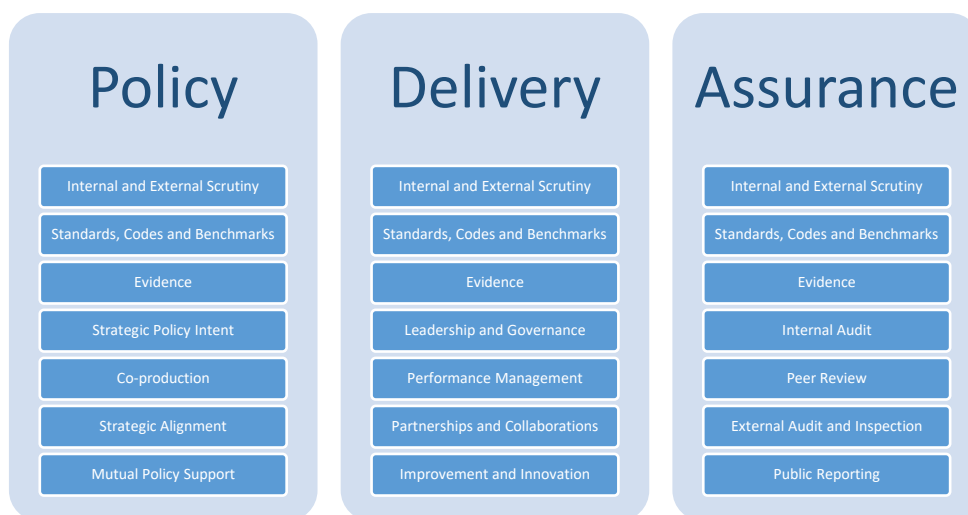 Policy
Internal and External Scrutiny
Standards, Codes and Benchmarks
Evidence
Strategic Policy Intent
Co-production
Strategic Alignment
Mutual Policy Support
Delivery
Internal and External Scrutiny
Standards, Codes and Benchmarks
Evidence
Leadership and Governance
Performance Management
Partnerships and Collaborations
Improvement and Innovation
Assurance
Internal and External Scrutiny
Standards, Codes and Benchmarks
Evidence
Internal Audit
Peer Review
External Audit and Inspection
Public Reporting